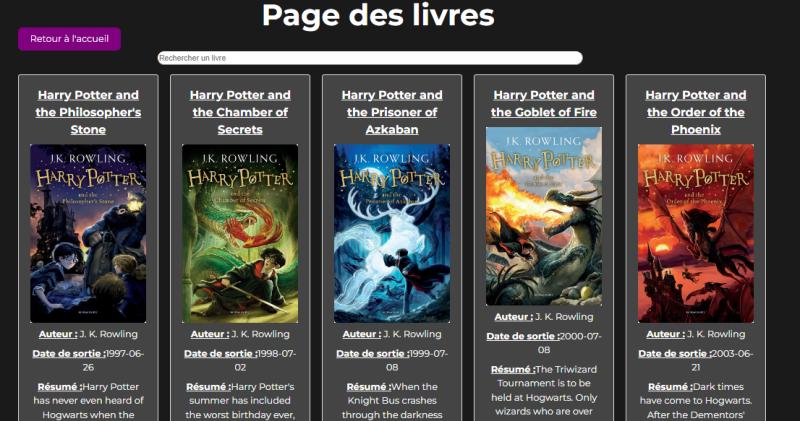 Page des livres
Retour à l'accueil
Rechercher un livre
Harry Potter and
the Philosopher's
Stone
J.K. ROWLING
HARRY POTTER
and the
Philosopher's Stone
Auteur : J. K. Rowling
Date de sortie :1997-06-
26
Résumé :Harry Potter
has never even heard of
Hogwarts when the
Harry Potter and
the Chamber of
Secrets
J.K. ROWLING
HARRY POTTER
and the
Chamber of Secrets
Auteur : J. K. Rowling
Date de sortie :1998-07-
02
Résumé :Harry Potter's
summer has included
the worst birthday ever,
Harry Potter and
the Prisoner of
Azkaban
J.K. ROWLING
HARRY POTTER
and the
Prisoner of Azkaban
Auteur : J. K. Rowling
Date de sortie :1999-07-
08
Résumé :When the
Knight Bus crashes
through the darkness
Harry Potter and
the Goblet of Fire
J.K. ROWLING
HARRY POTTER
Auteur : J. K. Rowling
Date de sortie :2000-07-
08
Résumé :The Triwizard
Tournament is to be
held at Hogwarts. Only
wizards who are over
Harry Potter and
the Order of the
Phoenix
J.K. ROWLING
HARRY POTTER
and the
Order of the Phoenix
Auteur : J. K. Rowling
Date de sortie :2003-06-
21
Résumé :Dark times
have come to Hogwarts.
After the Dementors'